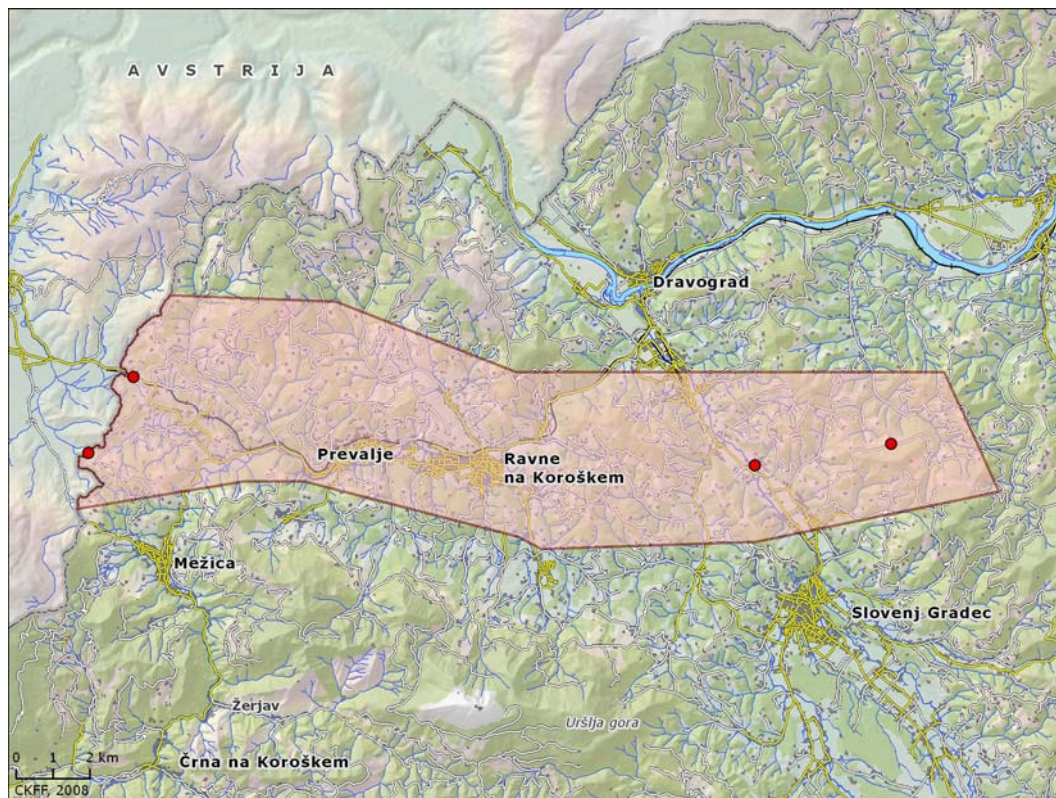 A V S T R I J A
Dravograd
Prevalje
Ravne
na Koroškem
Mežica
Slovenj Gradec
Žerjav
Uršlja gora
Črna na Koroškem
0 1 2 km
CKFF, 2008